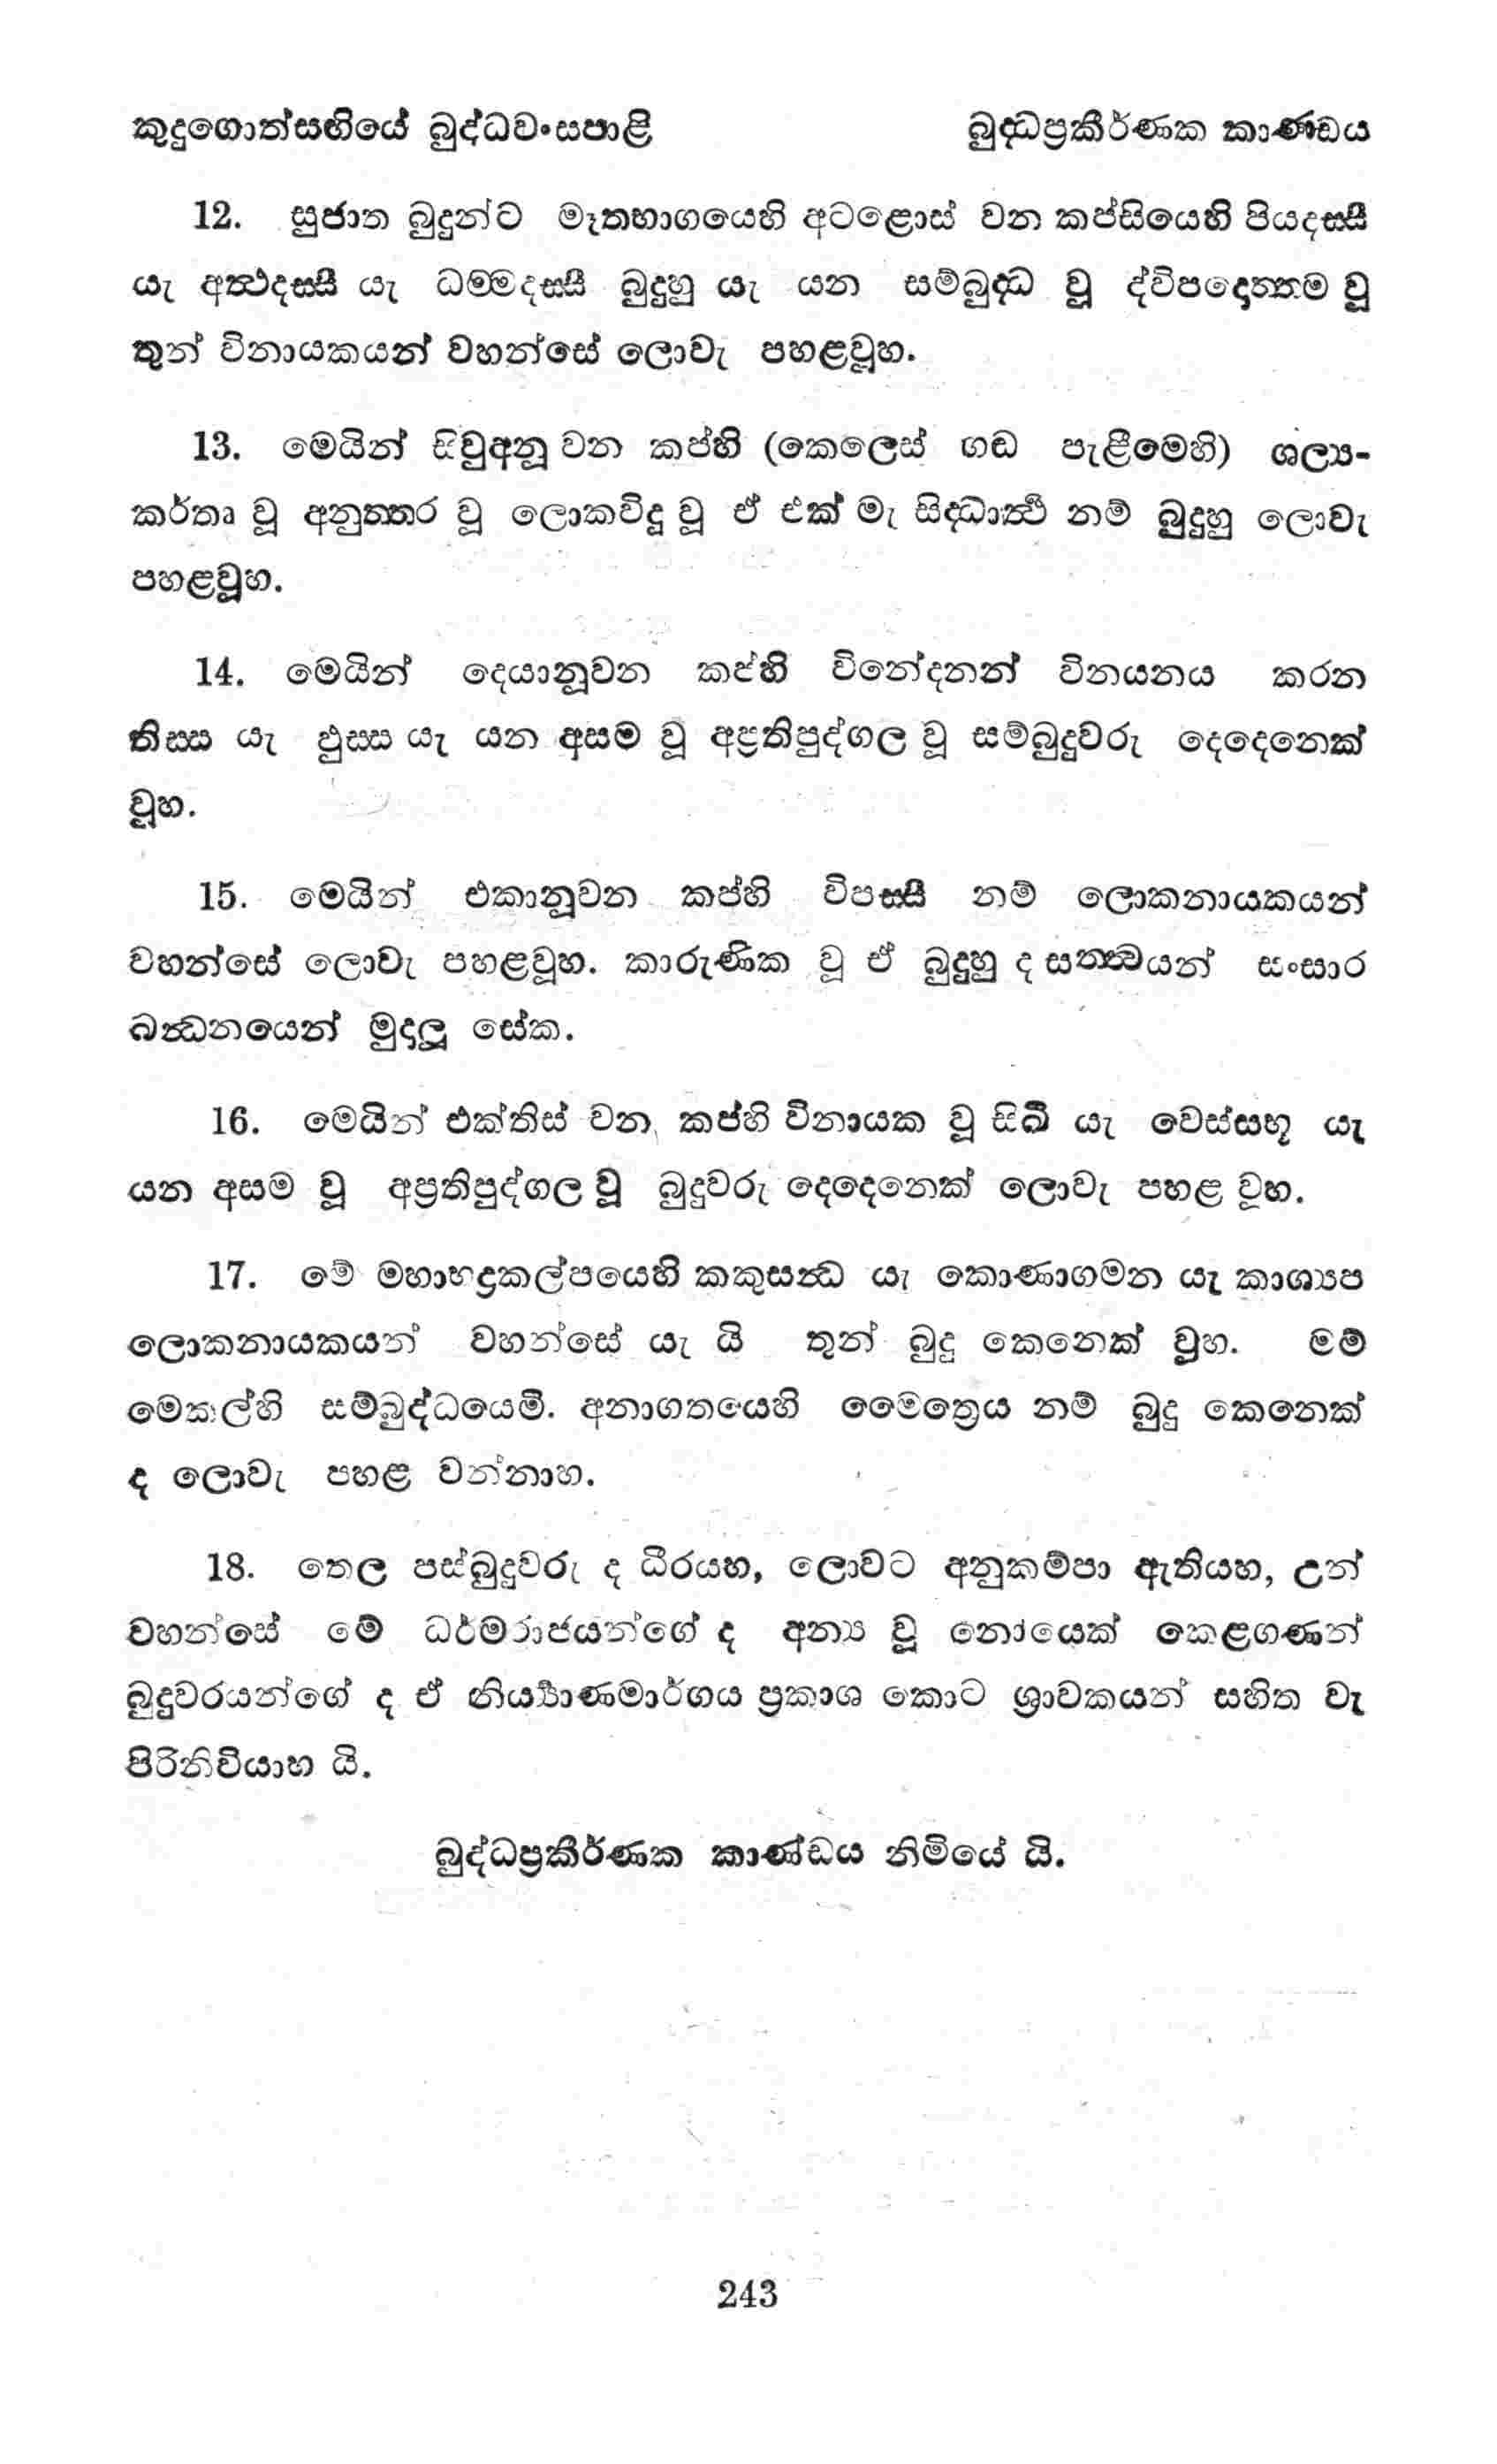 කුදුගොත්සඟියේ බුද්ධවංසපාළි බුද්ධප්‍රකීර්ණක කාණ්ඩය
12. සුජාත බුදුන්ට මෑතභාගයෙහි අටළොස් වන කප්සියෙහි පියදස්සී
යැ අත්ථදස්සී යැ ධම්මදස්සී බුදුහු යැ යන සම්බුද්ධ වූ ද්විපදොත්තම වූ
තුන් විනායකයන් වහන්සේ ලොවැ පහළවූහ.
13. මෙයින් සිවුඅනූ වන කප්හි (කෙලෙස් ගඬ පැළීමෙහි) ශල්‍ය-
කර්තෘ වූ අනුත්තර වූ ලොකවිදූ වූ ඒ එක් මැ සිද්ධාර්ත්‍ථ නම් බුදුහු ලොවැ
පහළවූහ.
14. මෙයින් දෙයානූවන කප්හි විනේදනන් විනයනය කරන
තිස්ස යැ ඵුස්ස යැ යන අසම වූ අප්‍රතිපුද්ගල වූ සම්බුදුවරු දෙදෙනෙක්
වූහ.
15. මෙයින් එකානූවන කප්හි විපස්සී නම් ලොකනායකයන්
වහන්සේ ලොවැ පහළවූහ. කාරුණික වූ ඒ බුදුහු ද සත්ත්‍වයන් සංසාර
බන්ධනයෙන් මුදාලූ සේක.
16. මෙයින් එක්තිස් වන කප්හි විනායක වූ සිඛී යැ වෙස්සභූ යැ
යන අසම වූ අප්‍රතිපුද්ගල වූ බුදුවරු දෙදෙනෙක් ලොවැ පහළ වූහ.
17. මේ මහාභද්‍රකල්පයෙහි කකුසන්ධ යැ කොණාගමන යැ කාශ්‍යප
ලොකනායකයන් වහන්සේ යැ යි තුන් බුදු කෙනෙක් වූහ. මම්
මෙකල්හි සම්බුද්ධයෙමි. අනාගතයෙහි මෛත්‍රෙය නම් බුදු කෙනෙක්
ද ලොවැ පහළ වන්නාහ.
18. තෙල පස්බුදුවරු ද ධීරයහ, ලොවට අනුකම්පා ඇතියහ, උන්
වහන්සේ මේ ධර්මරාජයන්ගේ ද අන්‍ය වූ නොයෙක් කෙළගණන්
බුදුවරයන්ගේ ද ඒ නිර්‍ය්‍යාණමාර්ගය ප්‍රකාශ කොට ශ්‍රාවකයන් සහිත වැ
පිරිනිවියාහ යි.
බුද්ධප්‍රකීර්ණක කාණ්ඩය නිමියේ යි.
243